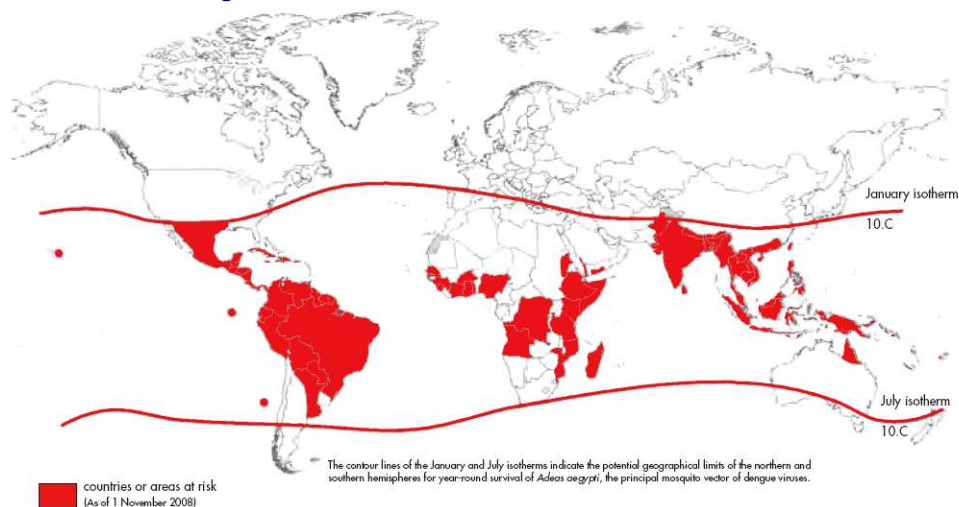 January isotherm
10.C
July isotherm
10.C
The contour lines of the January and July isotherms indicate the potential geographical limits of the northern and
southern hemispheres for year-round survival of Adeas aegypti, the principal mosquito vector of dengue viruses.
countries or areas at risk
(As of 1 November 2008)